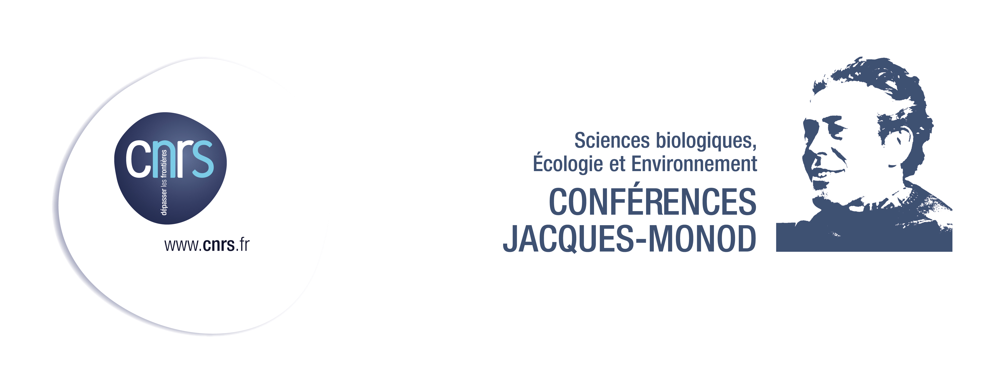 cnrs
dépasser les frontières
www.cnrs.fr
Sciences biologiques,
Écologie et Environnement
CONFÉRENCES
JACQUES-MONOD